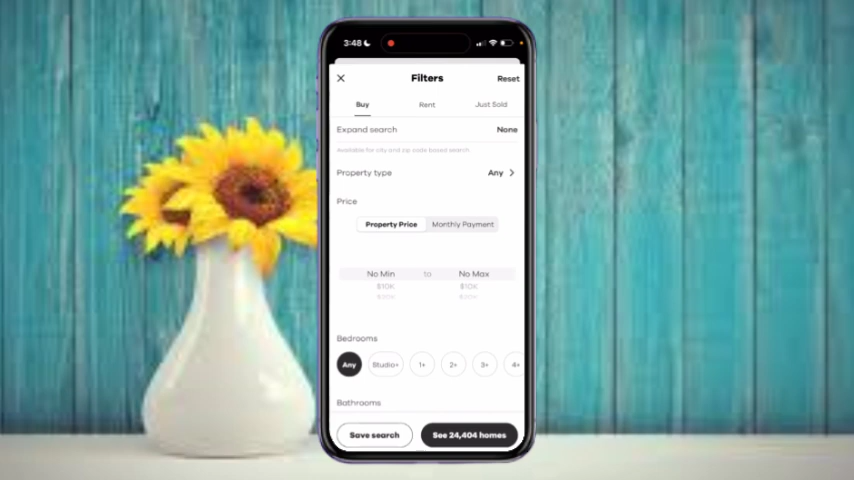 3:48
Filters
Reset
Buy
Rent
Just Sold
Expand search
None
Available for city and zip code based search
Property type
Any
Price
Property Price
Monthly Payment
No Min
to
No Max
$10K
$10K
Bedrooms
Any
Studio+
1+
2+
3+
4+
Bathrooms
Save search
See 24,404 homes